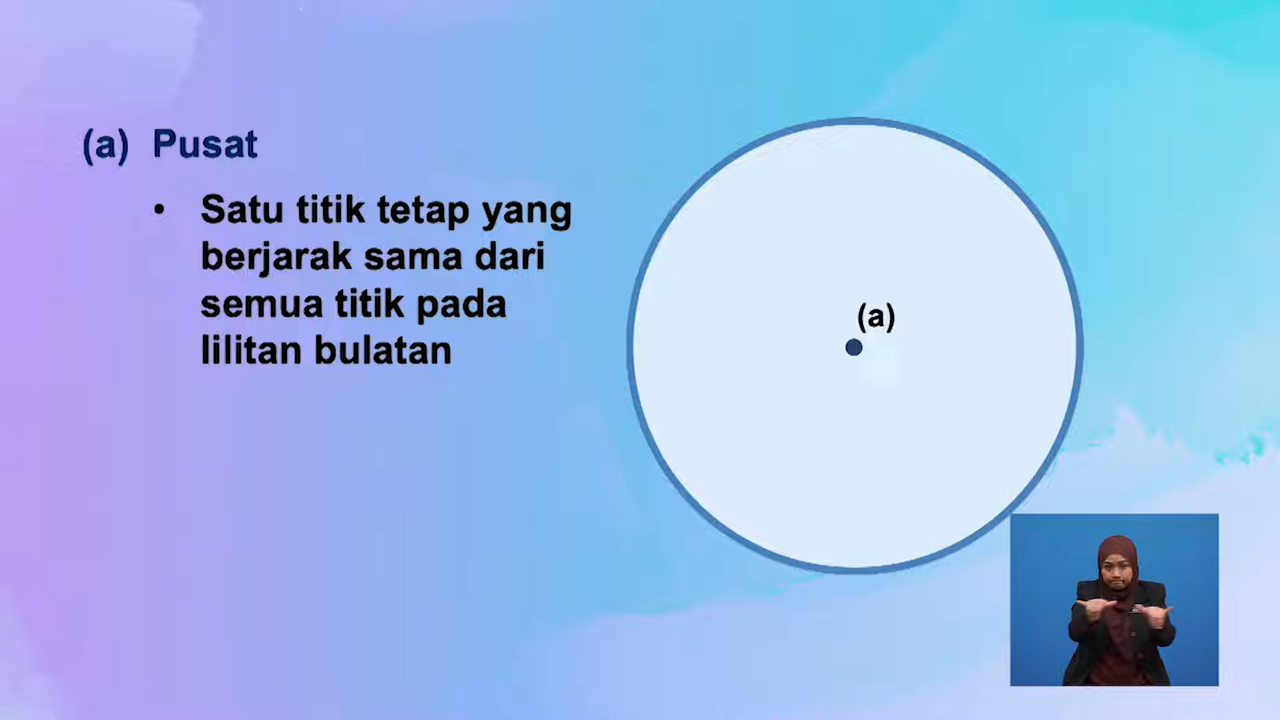 (a) Pusat
• Satu titik tetap yang
berjarak sama dari
semua titik pada
lilitan bulatan
(a)